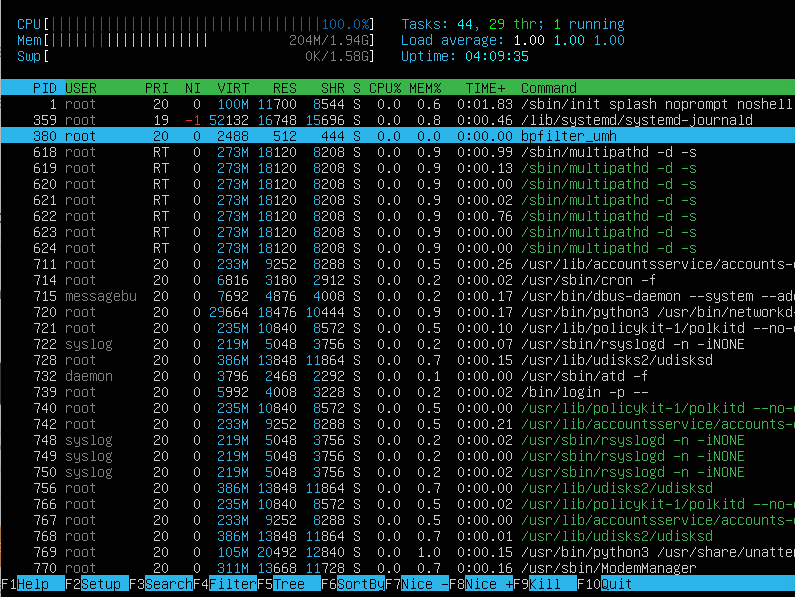 CPU[||||||||||||||||||||||||||||||||||100.0%] Tasks: 44, 29 thr; 1 running
Mem[|||||||||||||||||||| 204M/1.94G] Load average: 1.00 1.00 1.00
Swp[ 0K/1.58G] Uptime: 04:09:35
PID USER PRI NI VIRT RES SHR S CPU% MEM% TIME+ Command
1 root 20 0 100M 11700 8544 S 0.0 0.6 0:01.83 /sbin/init splash noprompt noshell
359 root 19 -1 52132 16748 15696 S 0.0 0.8 0:00.46 /lib/systemd/systemd-journald
380 root 20 0 2488 512 444 S 0.0 0.0 0:00.00 bpfilter_umh
618 root RT 0 273M 18120 8208 S 0.0 0.9 0:00.99 /sbin/multipathd -d -s
619 root RT 0 273M 18120 8208 S 0.0 0.9 0:00.13 /sbin/multipathd -d -s
620 root RT 0 273M 18120 8208 S 0.0 0.9 0:00.00 /sbin/multipathd -d -s
621 root RT 0 273M 18120 8208 S 0.0 0.9 0:00.02 /sbin/multipathd -d -s
622 root RT 0 273M 18120 8208 S 0.0 0.9 0:00.76 /sbin/multipathd -d -s
623 root RT 0 273M 18120 8208 S 0.0 0.9 0:00.00 /sbin/multipathd -d -s
624 root RT 0 273M 18120 8208 S 0.0 0.9 0:00.00 /sbin/multipathd -d -s
711 root 20 0 233M 9252 8288 S 0.0 0.5 0:00.26 /usr/lib/accountsservice/accounts-
714 root 20 0 6816 3180 2912 S 0.0 0.2 0:00.02 /usr/sbin/cron -f
715 messagebu 20 0 7692 4876 4008 S 0.0 0.2 0:00.17 /usr/bin/dbus-daemon --system --ad
720 root 20 0 29664 18476 10444 S 0.0 0.9 0:00.17 /usr/bin/python3 /usr/bin/networkd-
721 root 20 0 235M 10840 8572 S 0.0 0.5 0:00.10 /usr/lib/policykit-1/polkitd --no-
722 syslog 20 0 219M 5048 3756 S 0.0 0.2 0:00.07 /usr/sbin/rsyslogd -n -iNONE
728 root 20 0 386M 13848 11864 S 0.0 0.7 0:00.15 /usr/lib/udisks2/udisksd
732 daemon 20 0 3796 2468 2292 S 0.0 0.1 0:00.00 /usr/sbin/atd -f
739 root 20 0 5992 4008 3228 S 0.0 0.2 0:00.02 /bin/login -p --
740 root 20 0 235M 10840 8572 S 0.0 0.5 0:00.00 /usr/lib/policykit-1/polkitd --no-
742 root 20 0 233M 9252 8288 S 0.0 0.5 0:00.21 /usr/lib/accountsservice/accounts-
748 syslog 20 0 219M 5048 3756 S 0.0 0.2 0:00.02 /usr/sbin/rsyslogd -n -iNONE
749 syslog 20 0 219M 5048 3756 S 0.0 0.2 0:00.00 /usr/sbin/rsyslogd -n -iNONE
750 syslog 20 0 219M 5048 3756 S 0.0 0.2 0:00.02 /usr/sbin/rsyslogd -n -iNONE
756 root 20 0 386M 13848 11864 S 0.0 0.7 0:00.00 /usr/lib/udisks2/udisksd
766 root 20 0 235M 10840 8572 S 0.0 0.5 0:00.02 /usr/lib/policykit-1/polkitd --no-
767 root 20 0 233M 9252 8288 S 0.0 0.5 0:00.00 /usr/lib/accountsservice/accounts-
768 root 20 0 386M 13848 11864 S 0.0 0.7 0:00.01 /usr/lib/udisks2/udisksd
769 root 20 0 105M 20492 12840 S 0.0 1.0 0:00.15 /usr/bin/python3 /usr/share/unatte
770 root 20 0 311M 13668 11728 S 0.0 0.7 0:00.16 /usr/sbin/ModemManager
F1Help F2Setup F3SearchF4FilterF5Tree F6SortByF7Nice -F8Nice +F9Kill F10Quit